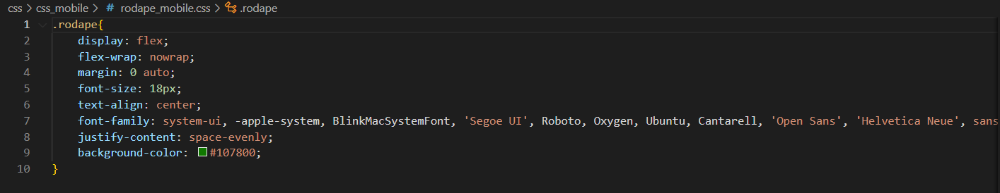 css > css_mobile > # rodape_mobile.css > .rodape
1 .rodape{
2 display: flex;
3 flex-wrap: nowrap;
4 margin: 0 auto;
5 font-size: 18px;
6 text-align: center;
7 font-family: system-ui, -apple-system, BlinkMacSystemFont, 'Segoe UI', Roboto, Oxygen, Ubuntu, Cantarell, 'Open Sans', 'Helvetica Neue', sans
8 justify-content: space-evenly;
9 background-color: #107800;
10 }